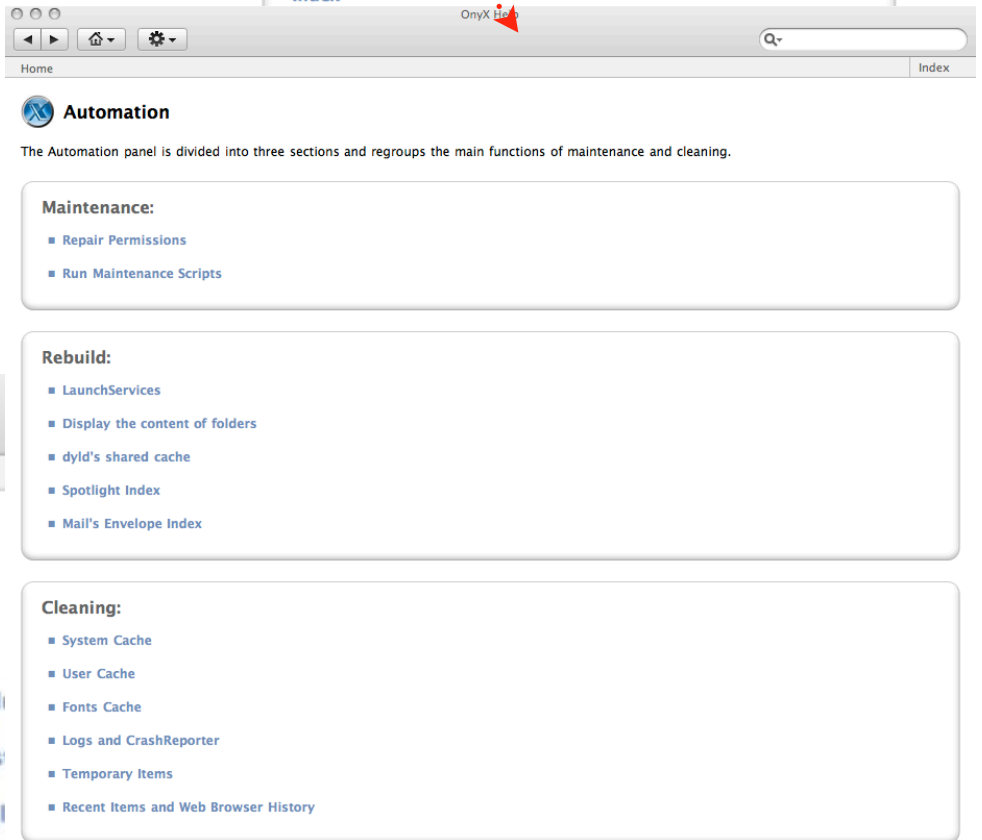 OnyX Help
Home
Index
Automation
The Automation panel is divided into three sections and regroups the main functions of maintenance and cleaning.
Maintenance:
Repair Permissions
Run Maintenance Scripts
Rebuild:
LaunchServices
Display the content of folders
dyld's shared cache
Spotlight Index
Mail's Envelope Index
Cleaning:
System Cache
User Cache
Fonts Cache
Logs and CrashReporter
Temporary Items
Recent Items and Web Browser History